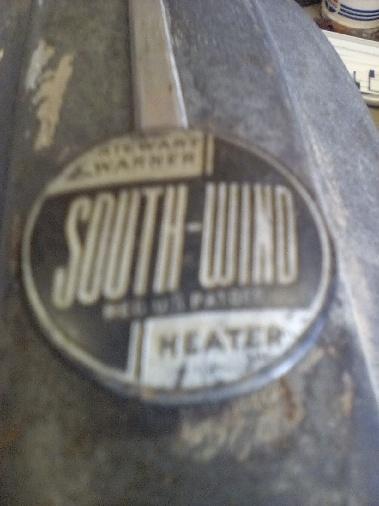 STEWART
WARNER
SOUTH-WIND
REG. U.S. PAT. OFF.
HEATER